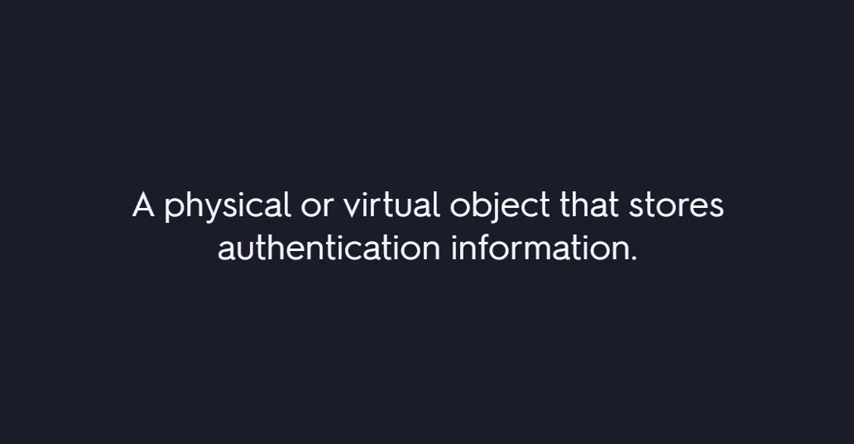 A physical or virtual object that stores
authentication information.